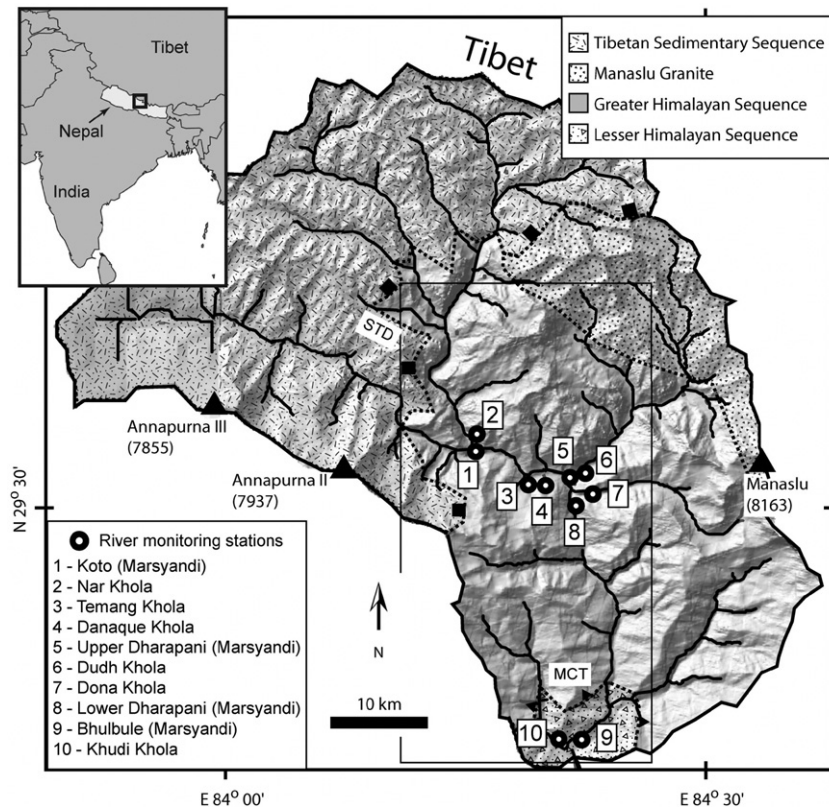 Tibet
Nepal
India
Tibet
Tibetan Sedimentary Sequence
Manaslu Granite
Greater Himalayan Sequence
Lesser Himalayan Sequence
STD
Annapurna III
(7855)
Annapurna II
(7937)
Manaslu
(8163)
2
1
3
4
5
6
7
8
N 29° 30'
River monitoring stations
1 - Koto (Marsyandi)
2 - Nar Khola
3 - Temang Khola
4 - Danaque Khola
5 - Upper Dharapani (Marsyandi)
6 - Dudh Khola
7 - Dona Khola
8 - Lower Dharapani (Marsyandi)
9 - Bhulbule (Marsyandi)
10 - Khudi Khola
N
10 km
MCT
10
9
E 84° 00'
E 84° 30'